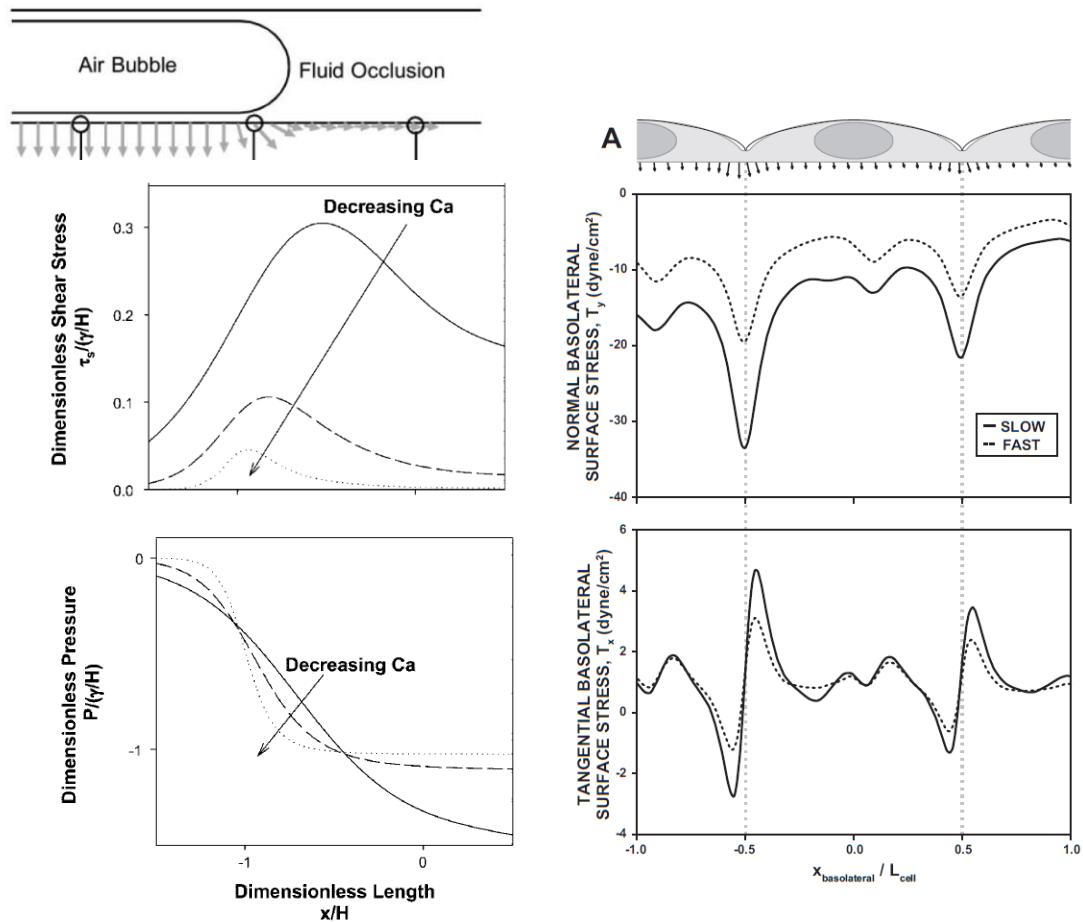 Air Bubble
Fluid Occlusion
Decreasing Ca
Dimensionless Shear Stress
τs/(γ/H)
0.3
0.2
0.1
0.0
Decreasing Ca
Dimensionless Pressure
P/(γ/H)
0
-1
-1
0
Dimensionless Length
x/H
A
NORMAL BASOLATERAL
SURFACE STRESS, Ty (dyne/cm²)
0
-10
-20
-30
-40
SLOW
FAST
TANGENTIAL BASOLATERAL
SURFACE STRESS, Tx (dyne/cm²)
6
4
2
0
-2
-4
-1.0
-0.5
0.0
0.5
1.0
xbasolateral / Lcell